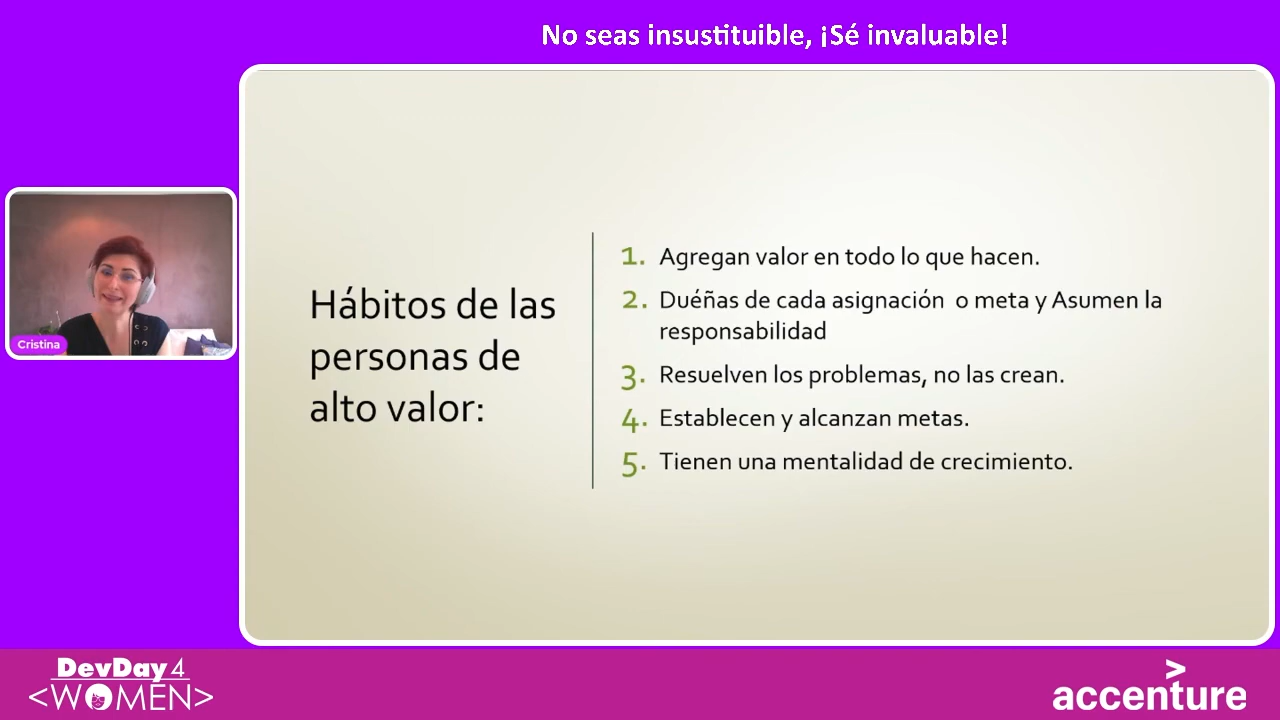 No seas insustituible, ¡Sé invaluable!
Hábitos de las
personas de
alto valor:
1. Agregan valor en todo lo que hacen.
2. Duéñas de cada asignación o meta y Asumen la
responsabilidad
3. Resuelven los problemas, no las crean.
4. Establecen y alcanzan metas.
5. Tienen una mentalidad de crecimiento.
Cristina
DevDay4
<WOMEN>
accenture